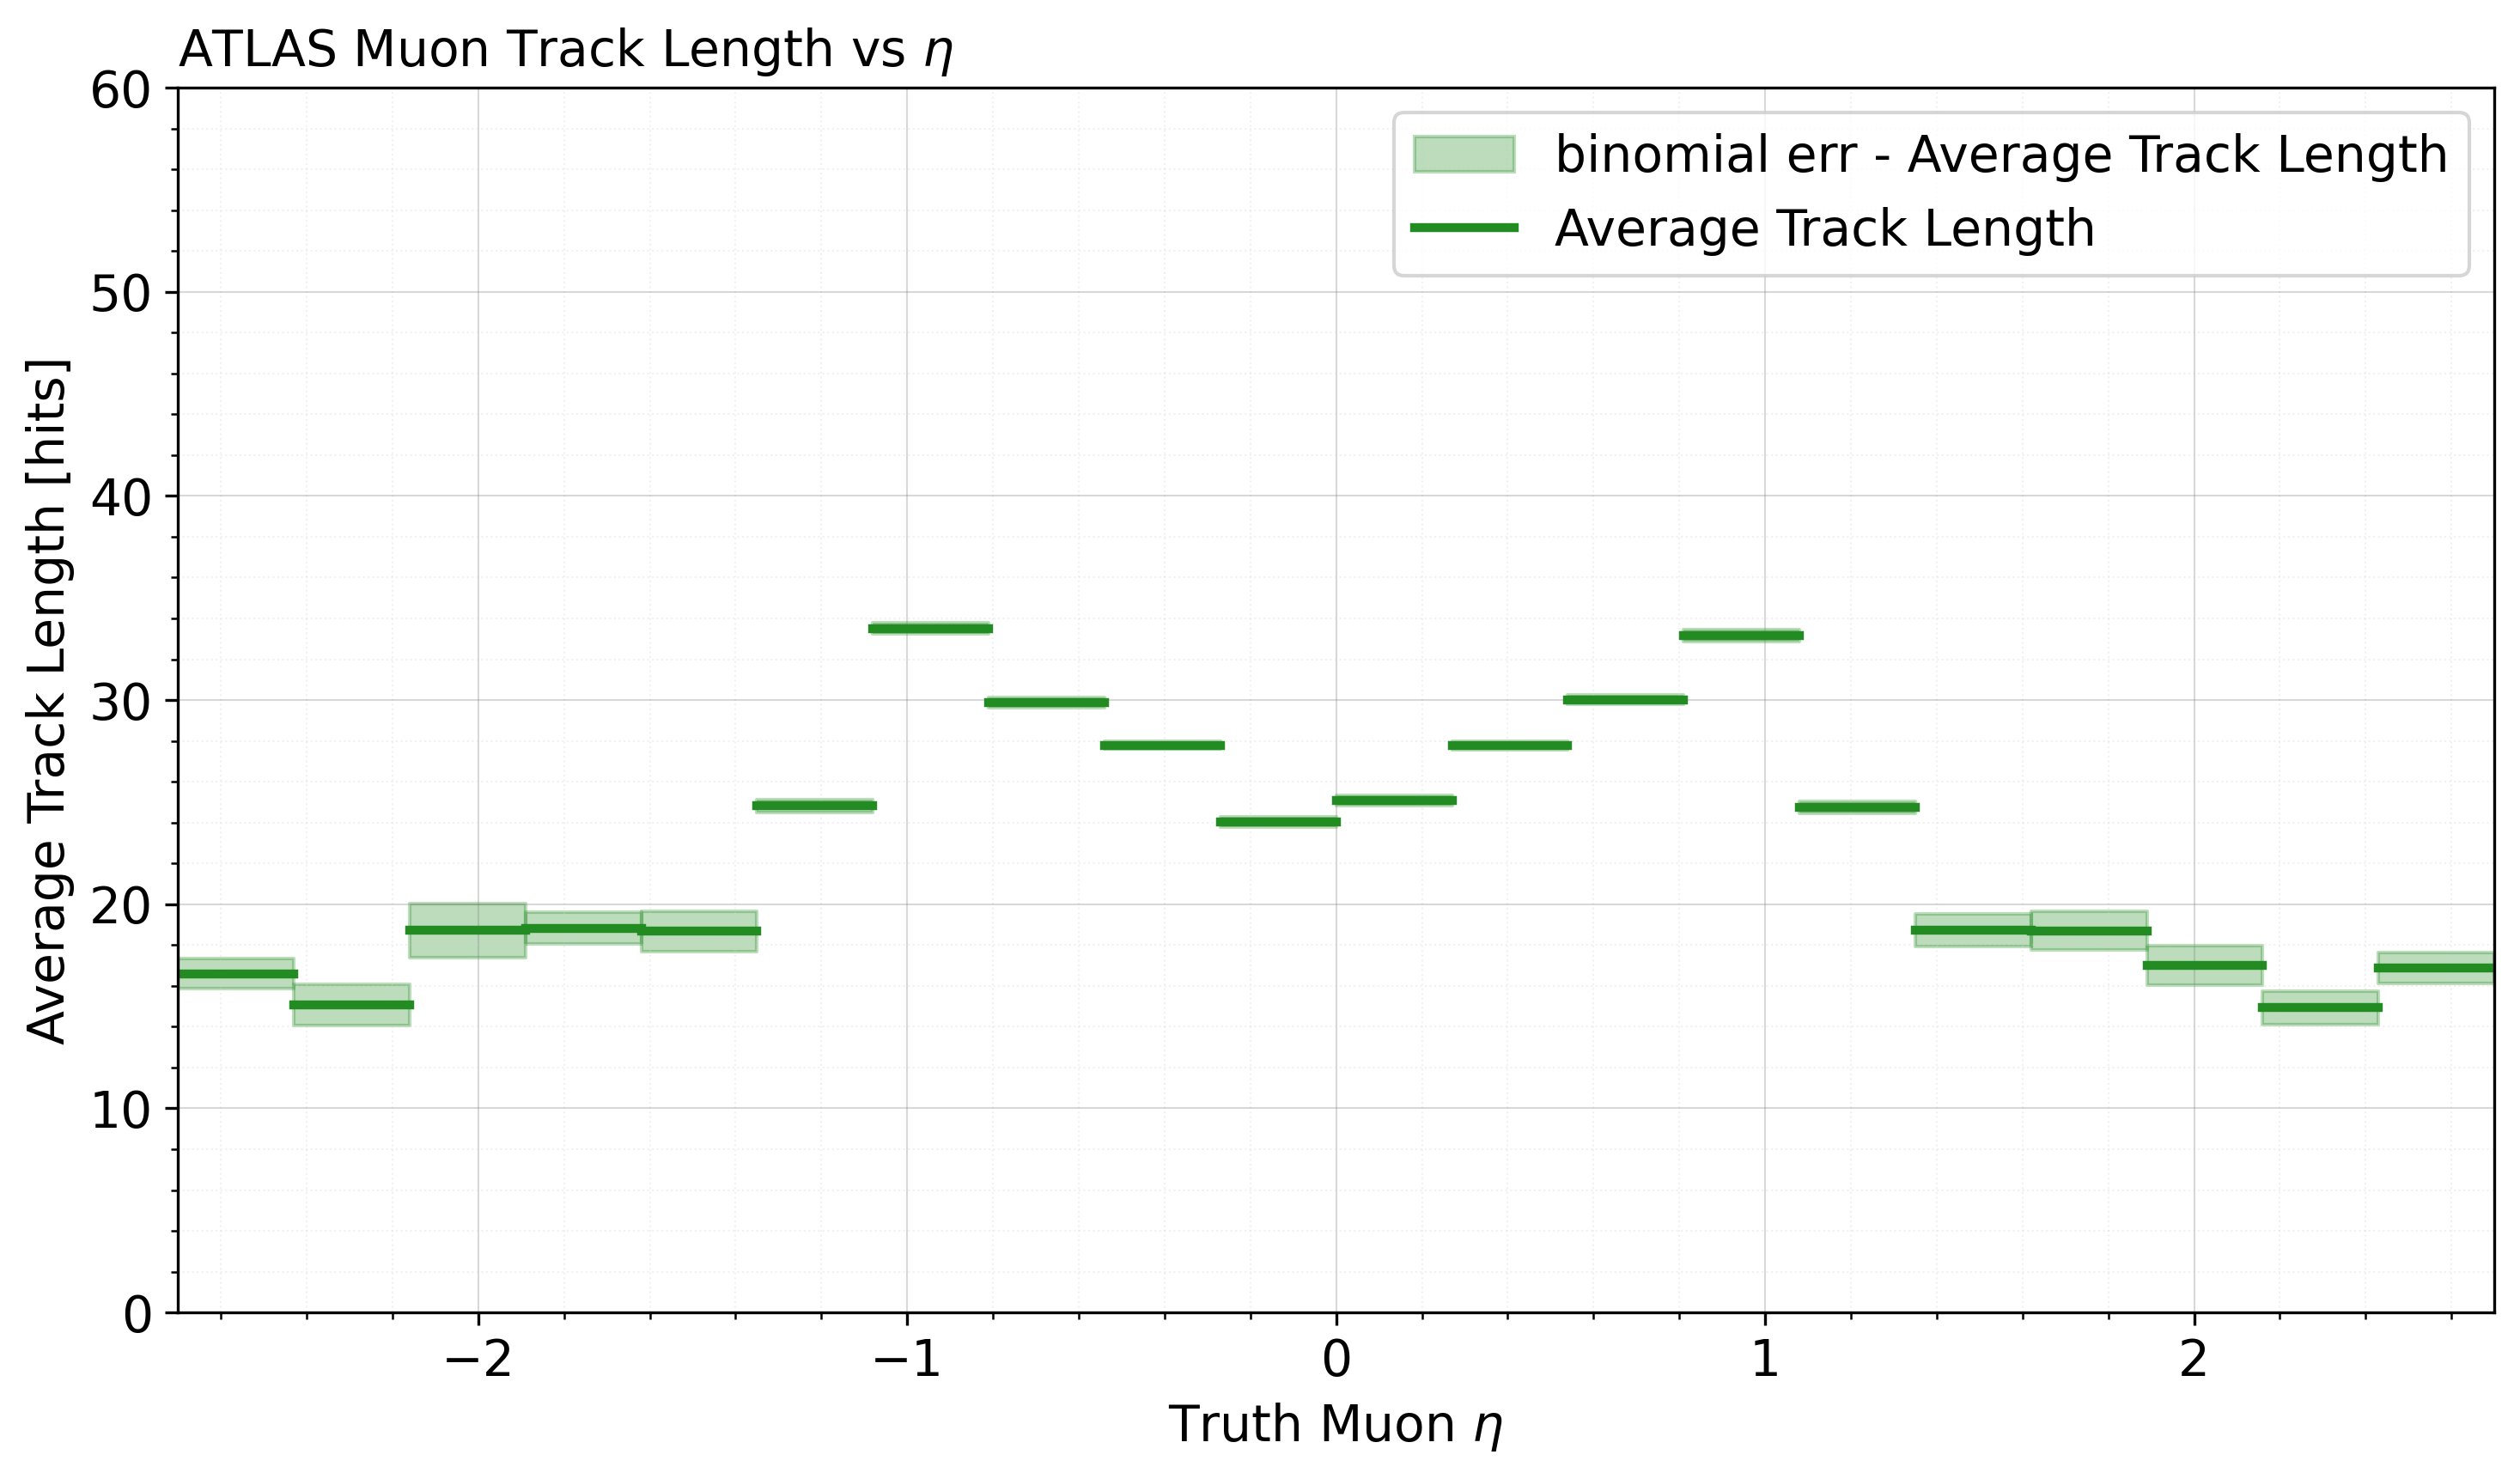 ATLAS Muon Track Length vs η
binomial err - Average Track Length
Average Track Length
Average Track Length [hits]
60
50
40
30
20
10
0
−2
−1
0
1
2
Truth Muon η